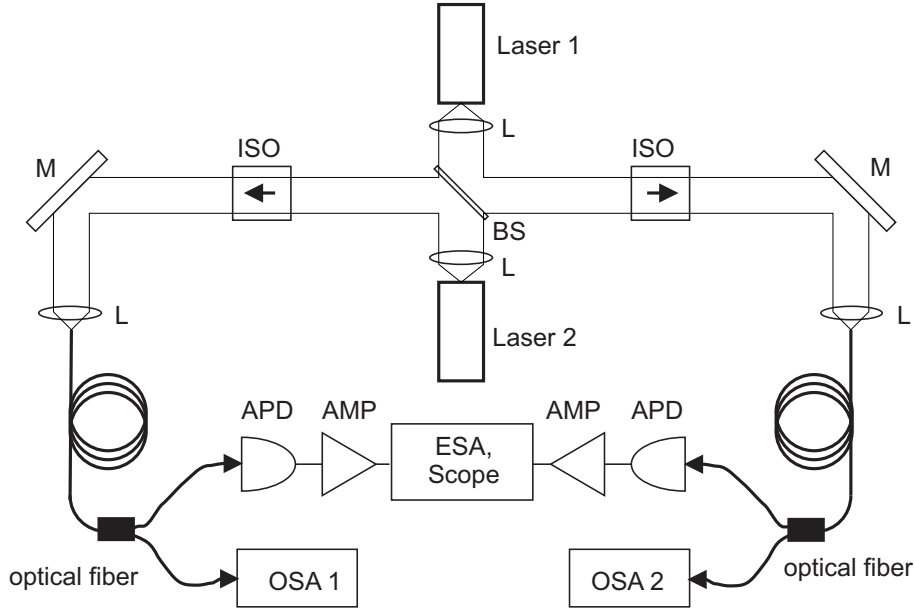 Laser 1
L
ISO
ISO
M
M
BS
L
L
L
Laser 2
APD
AMP
AMP
APD
ESA,
Scope
optical fiber
OSA 1
OSA 2
optical fiber